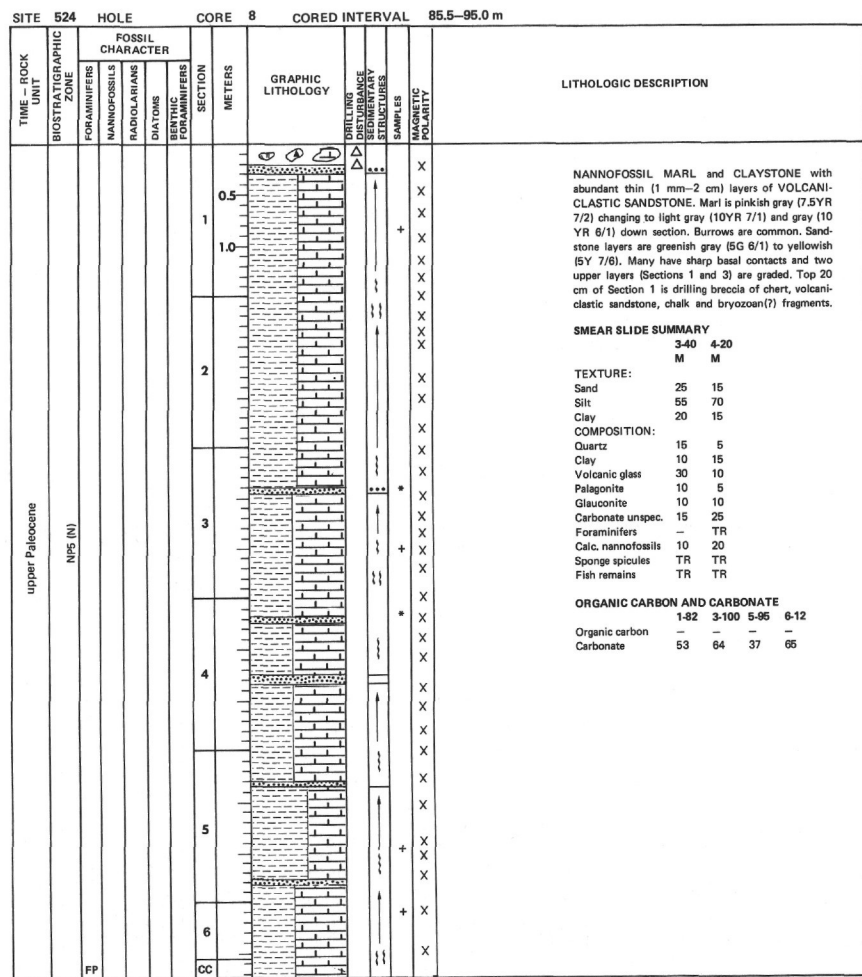 SITE 524 HOLE CORE 8 CORED INTERVAL 85.5–95.0 m
TIME – ROCK UNIT
BIOSTRATIGRAPHIC ZONE
FOSSIL CHARACTER
FORAMINIFERS
NANNOFOSSILS
RADIOLARIANS
DIATOMS
BENTHIC FORAMINIFERS
SECTION
METERS
GRAPHIC LITHOLOGY
DRILLING DISTURBANCE
SEDIMENTARY STRUCTURES
SAMPLES
MAGNETIC POLARITY
LITHOLOGIC DESCRIPTION
upper Paleocene
NP5 (N)
FP
1
0.5
1.0
2
3
4
5
6
CC
NANNOFOSSIL MARL and CLAYSTONE with
abundant thin (1 mm–2 cm) layers of VOLCANI-
CLASTIC SANDSTONE. Marl is pinkish gray (7.5YR
7/2) changing to light gray (10YR 7/1) and gray (10
YR 6/1) down section. Burrows are common. Sand-
stone layers are greenish gray (5G 6/1) to yellowish
(5Y 7/6). Many have sharp basal contacts and two
upper layers (Sections 1 and 3) are graded. Top 20
cm of Section 1 is drilling breccia of chert, volcani-
clastic sandstone, chalk and bryozoan(?) fragments.
SMEAR SLIDE SUMMARY
3-40 4-20
M M
TEXTURE:
Sand 25 15
Silt 55 70
Clay 20 15
COMPOSITION:
Quartz 15 5
Clay 10 15
Volcanic glass 30 10
Palagonite 10 5
Glauconite 10 10
Carbonate unspec. 15 25
Foraminifers – TR
Calc. nannofossils 10 20
Sponge spicules TR TR
Fish remains TR TR
ORGANIC CARBON AND CARBONATE
1-82 3-100 5-95 6-12
Organic carbon – – – –
Carbonate 53 64 37 65